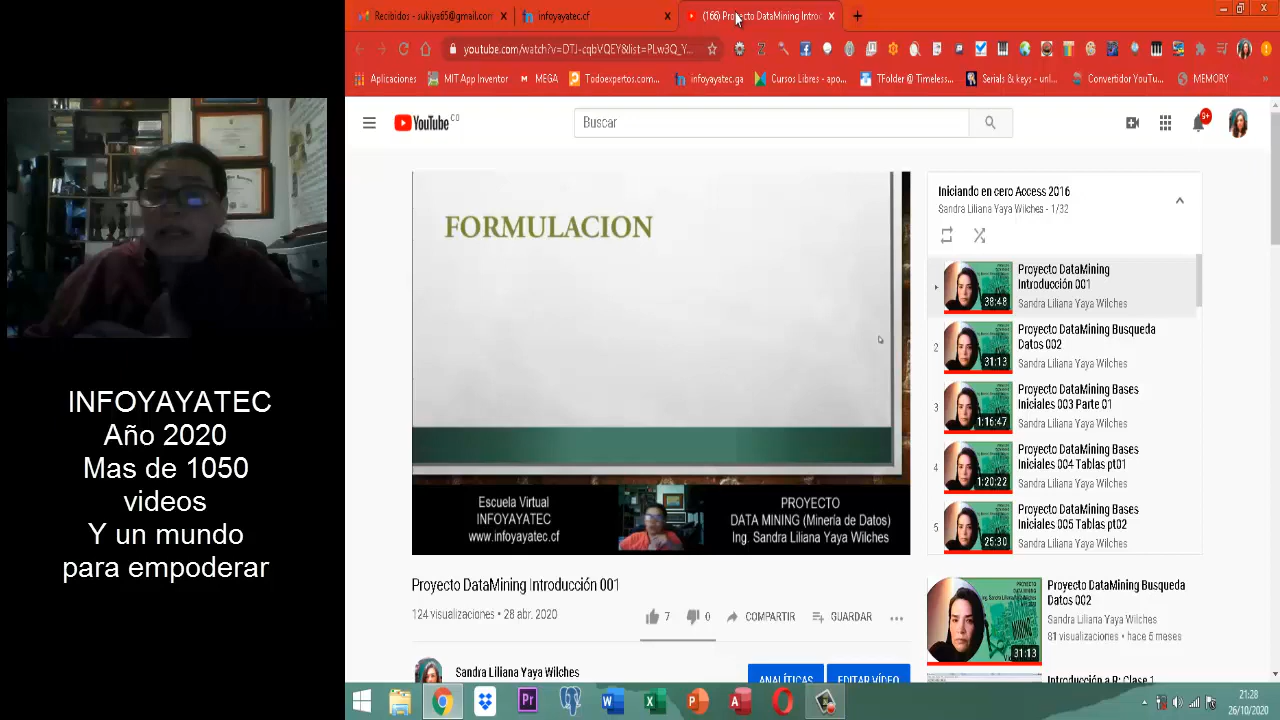 Recibidos - sukiya65@gmail.com
infoyayatec.cf
(166) Proyecto DataMining Intro
youtube.com/watch?v=DTJ-cqbVQEY&list=PLw3Q_Y...
Aplicaciones
MIT App Inventor
MEGA
Todoexpertos.com...
infoyayatec.ga
Cursos Libres - apo...
TFolder @ Timeless...
Serials & keys - unl...
Convertidor YouTu...
MEMORY
»
YouTube CO
Buscar
9+
FORMULACION
Escuela Virtual
INFOYAYATEC
www.infoyayatec.cf
PROYECTO
DATA MINING (Minería de Datos)
Ing. Sandra Liliana Yaya Wilches
Proyecto DataMining Introducción 001
124 visualizaciones • 28 abr. 2020
7
0
COMPARTIR
GUARDAR
Sandra Liliana Yaya Wilches
ANALÍTICAS
EDITAR VÍDEO
Iniciando en cero Access 2016
Sandra Liliana Yaya Wilches - 1/32
Proyecto DataMining
Introducción 001
Sandra Liliana Yaya Wilches
38:48
2
Proyecto DataMining Busqueda
Datos 002
Sandra Liliana Yaya Wilches
31:13
3
Proyecto DataMining Bases
Iniciales 003 Parte 01
Sandra Liliana Yaya Wilches
1:16:47
4
Proyecto DataMining Bases
Iniciales 004 Tablas pt01
Sandra Liliana Yaya Wilches
1:20:22
5
Proyecto DataMining Bases
Iniciales 005 Tablas pt02
Sandra Liliana Yaya Wilches
25:30
Proyecto DataMining Busqueda
Datos 002
Sandra Liliana Yaya Wilches
81 visualizaciones • hace 5 meses
31:13
INFOYAYATEC
Año 2020
Mas de 1050
videos
Y un mundo
para empoderar
21:28
26/10/2020